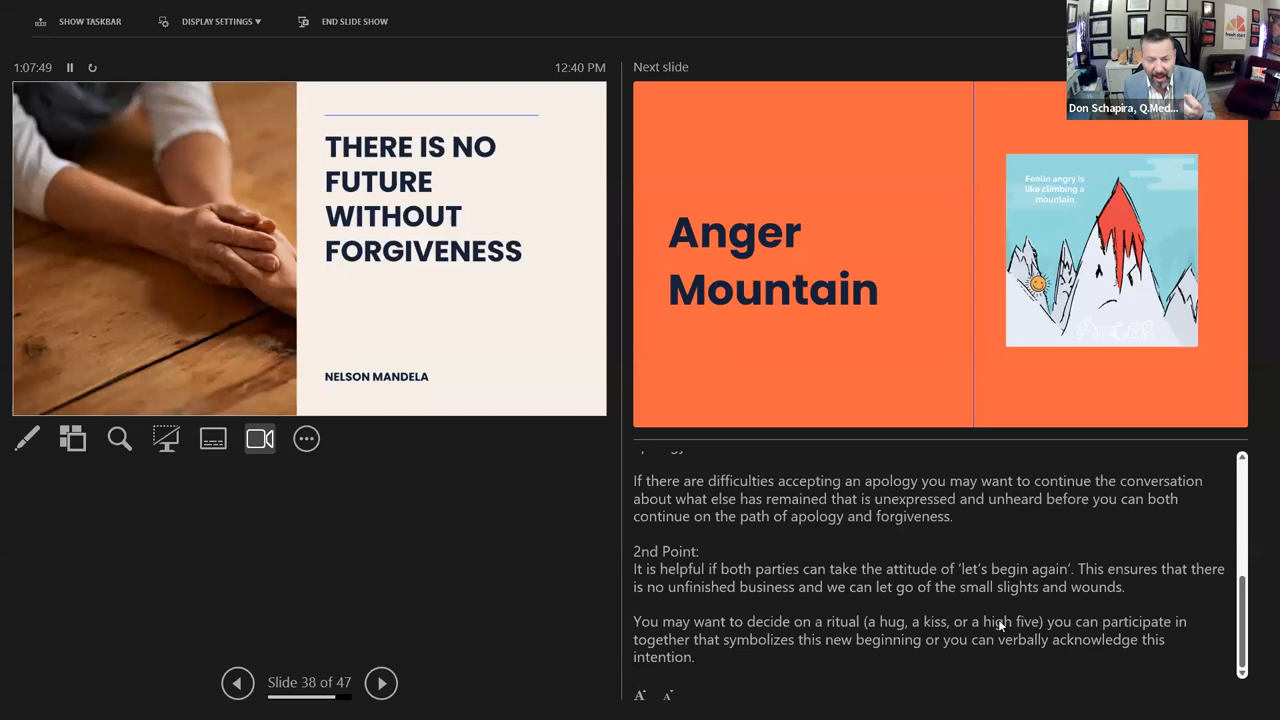 SHOW TASKBAR
DISPLAY SETTINGS ▼
END SLIDE SHOW
1:07:49
12:40 PM
THERE IS NO
FUTURE
WITHOUT
FORGIVENESS
NELSON MANDELA
Slide 38 of 47
Next slide
Anger
Mountain
Feelin angry is
like climbing a
mountain
ANGER
fresh start
Don Schapira, Q.Med...
If there are difficulties accepting an apology you may want to continue the conversation
about what else has remained that is unexpressed and unheard before you can both
continue on the path of apology and forgiveness.
2nd Point:
It is helpful if both parties can take the attitude of ‘let’s begin again’. This ensures that there
is no unfinished business and we can let go of the small slights and wounds.
You may want to decide on a ritual (a hug, a kiss, or a high five) you can participate in
together that symbolizes this new beginning or you can verbally acknowledge this
intention.
A A